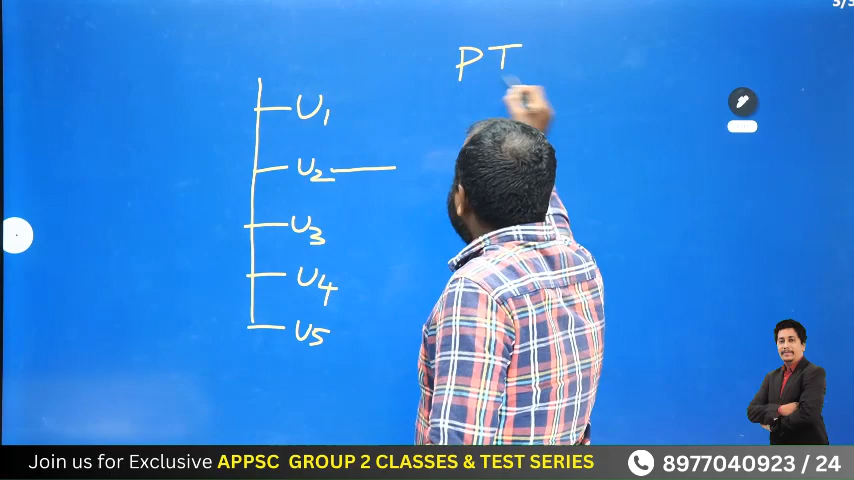 PT
U1
U2
U3
U4
U5
Join us for Exclusive APPSC GROUP 2 CLASSES & TEST SERIES 8977040923 / 24